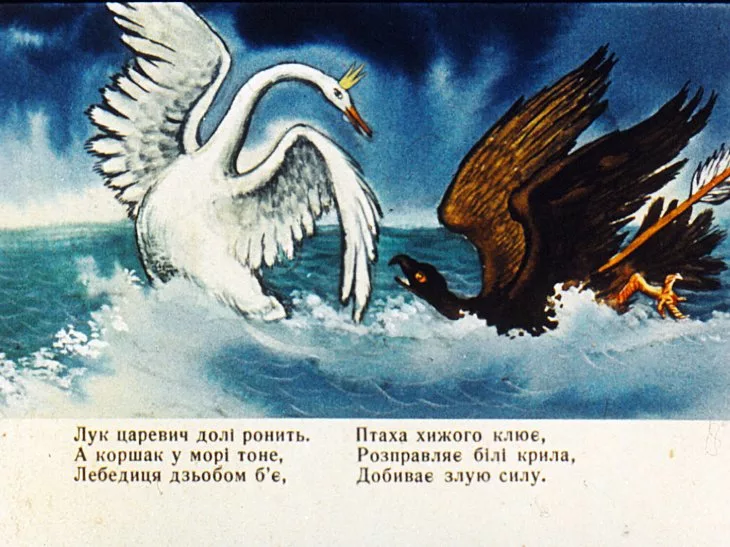 Лук царевич долі ронить.
А коршак у морі тоне,
Лебедиця дзьобом б'є,
Птаха хижого клює,
Розправляє білі крила,
Добиває злую силу.